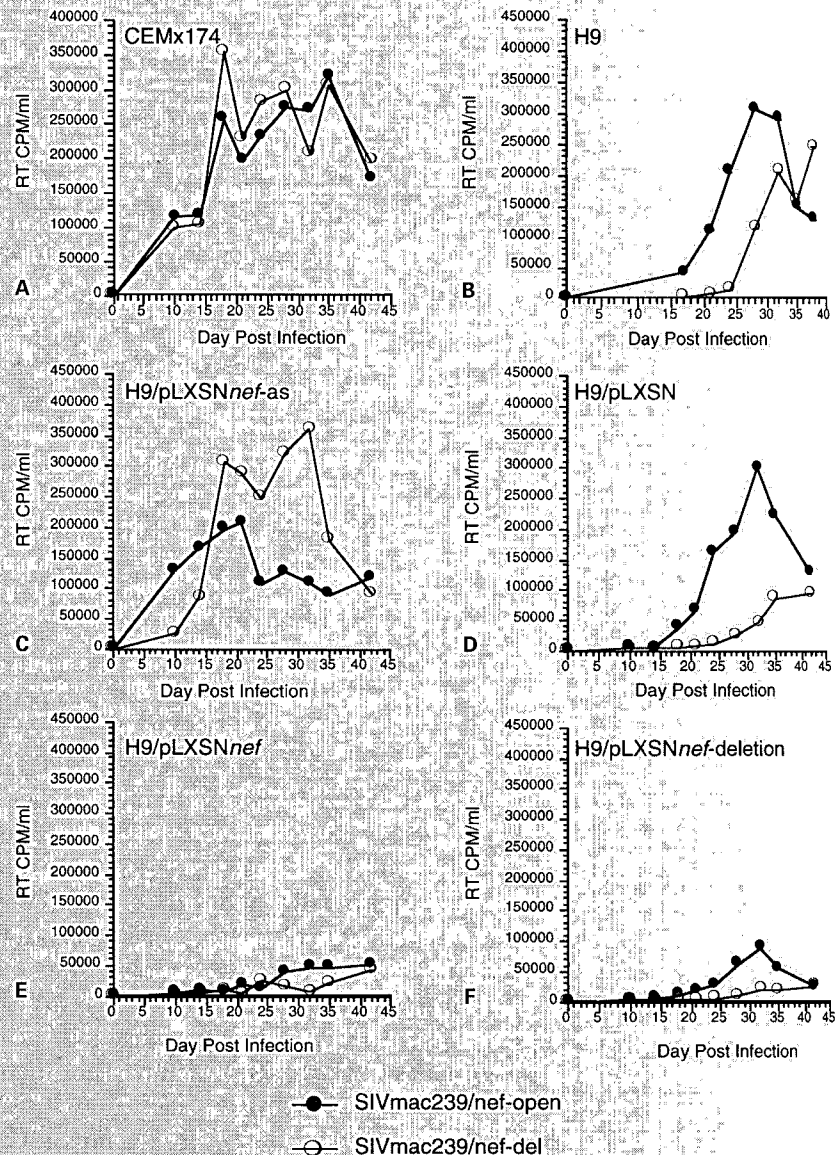 CEMx174
RT CPM/ml
400000
350000
300000
250000
200000
150000
100000
50000
0
0 5 10 15 20 25 30 35 40 45
Day Post Infection
A
H9
RT CPM/ml
450000
400000
350000
300000
250000
200000
150000
100000
50000
0
0 5 10 15 20 25 30 35 40
Day Post Infection
B
H9/pLXSNnef-as
RT CPM/ml
450000
400000
350000
300000
250000
200000
150000
100000
50000
0
0 5 10 15 20 25 30 35 40 45
Day Post Infection
C
H9/pLXSN
RT CPM/ml
450000
400000
350000
300000
250000
200000
150000
100000
50000
0
0 5 10 15 20 25 30 35 40 45
Day Post Infection
D
H9/pLXSNnef
RT CPM/ml
450000
400000
350000
300000
250000
200000
150000
100000
50000
0
0 5 10 15 20 25 30 35 40 45
Day Post Infection
E
H9/pLXSNnef-deletion
RT CPM/ml
450000
400000
350000
300000
250000
200000
150000
100000
50000
0
0 5 10 15 20 25 30 35 40 45
Day Post Infection
F
SIVmac239/nef-open
SIVmac239/nef-del